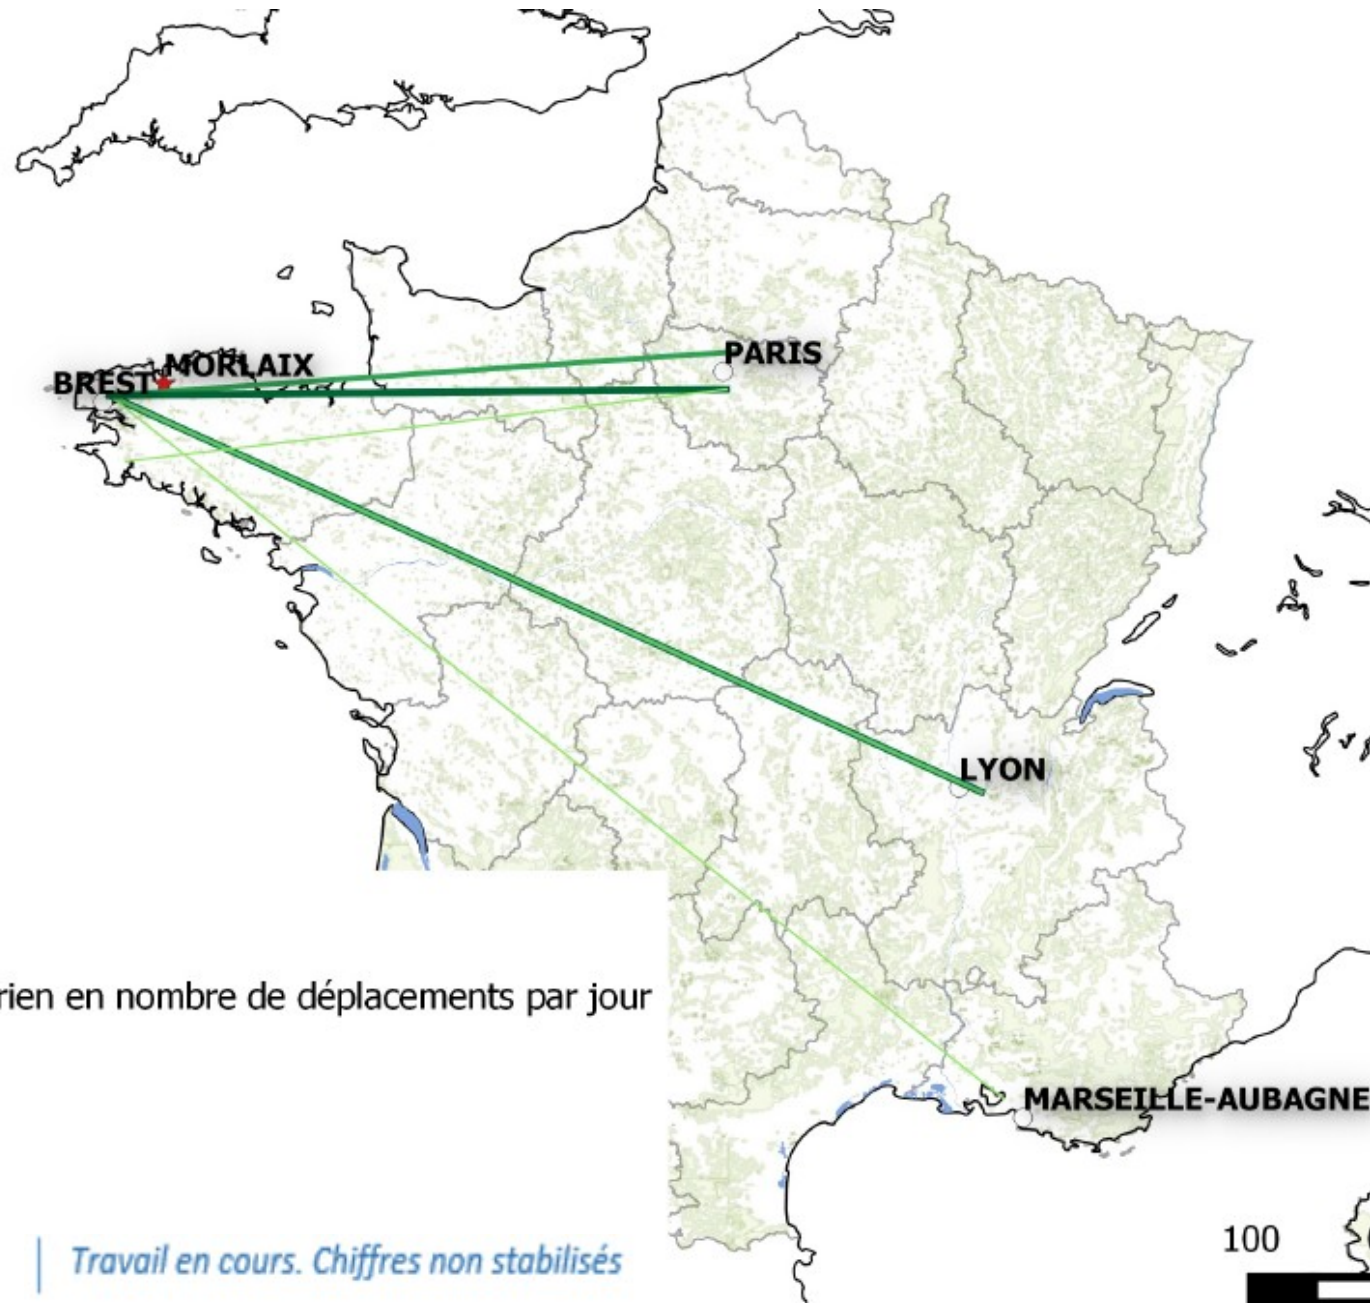 MORLAIX
BREST
PARIS
LYON
MARSEILLE-AUBAGNE
rien en nombre de déplacements par jour
Travail en cours. Chiffres non stabilisés
100